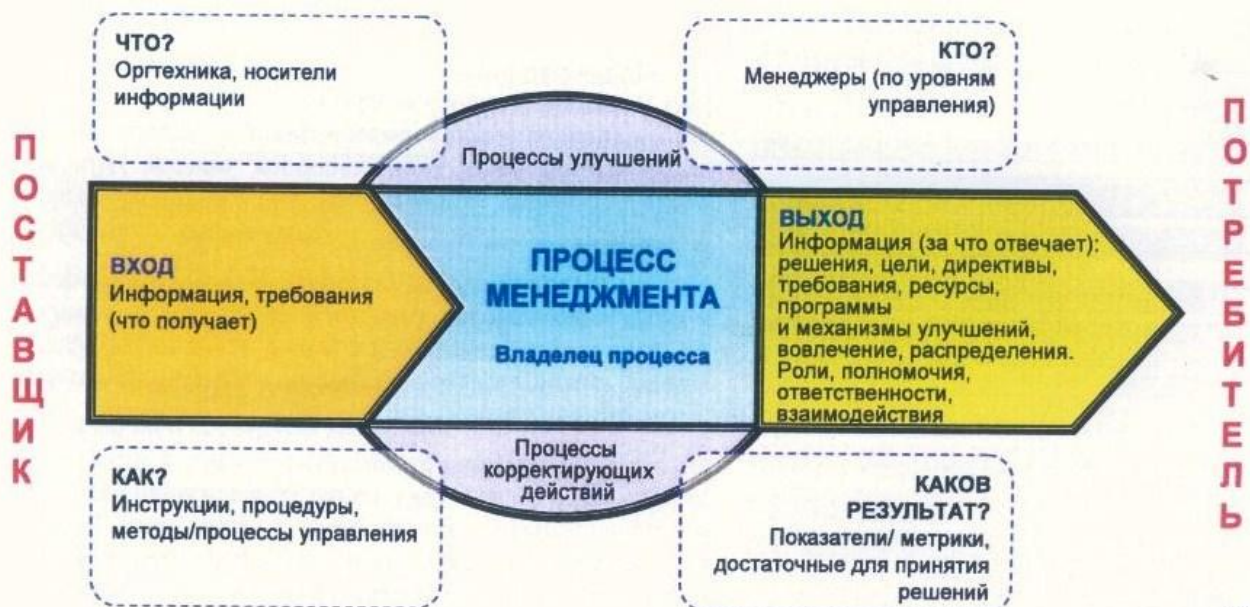 ЧТО?
Оргтехника, носители
информации
КТО?
Менеджеры (по уровням
управления)
ПОСТАВЩИК
Процессы улучшений
ПОТРЕБИТЕЛЬ
ВХОД
Информация, требования
(что получает)
ПРОЦЕСС
МЕНЕДЖМЕНТА
Владелец процесса
ВЫХОД
Информация (за что отвечает):
решения, цели, директивы,
требования, ресурсы,
программы
и механизмы улучшений,
вовлечение, распределения.
Роли, полномочия,
ответственности,
взаимодействия
Процессы
корректирующих
действий
КАК?
Инструкции, процедуры,
методы/процессы управления
КАКОВ
РЕЗУЛЬТАТ?
Показатели/ метрики,
достаточные для принятия
решений